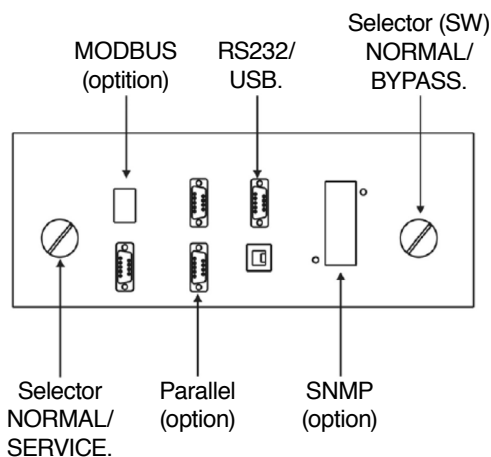 MODBUS
(optition)
RS232/
USB.
Selector (SW)
NORMAL/
BYPASS.
Selector
NORMAL/
SERVICE.
Parallel
(option)
SNMP
(option)